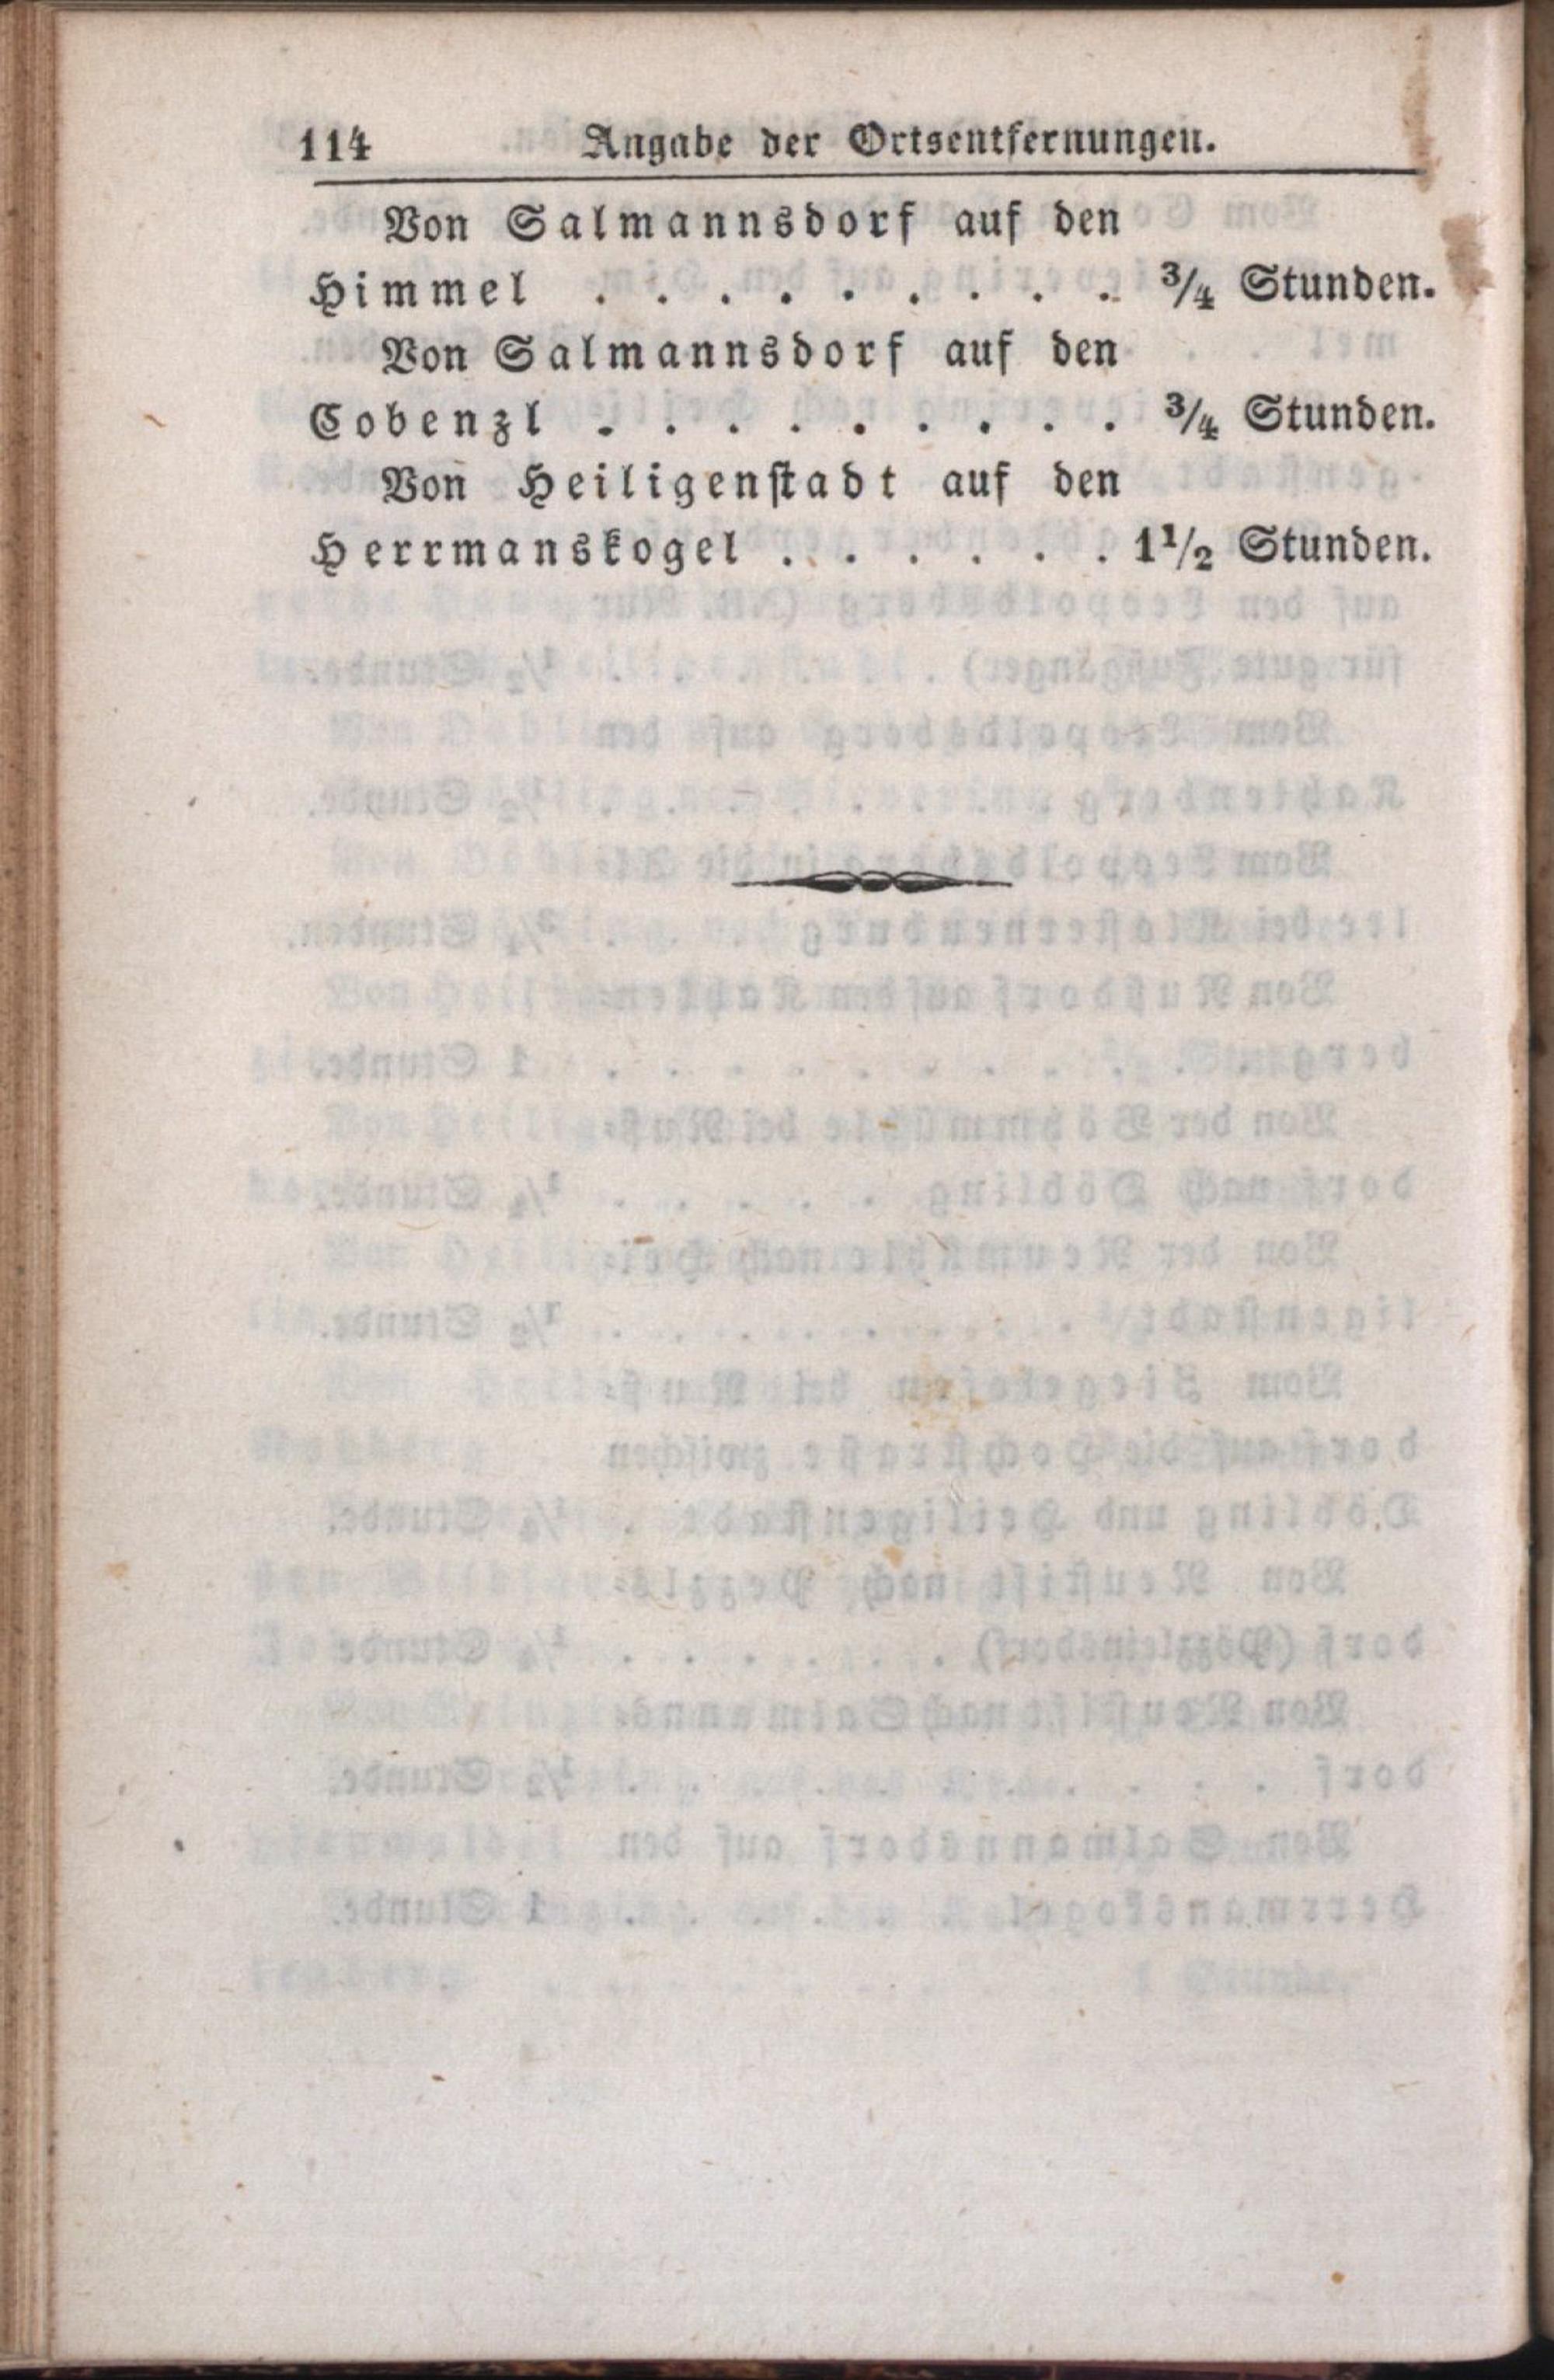 114 Angabe der Ortsentfernungen.
Von Salmannsdorf auf den
Himmel . . . . . . . . . ¾ Stunden.
Von Salmannsdorf auf den
Cobenzl . . . . . . . . . ¾ Stunden.
Von Heiligenstadt auf den
Herrmanskogel . . . . . . 1½ Stunden.